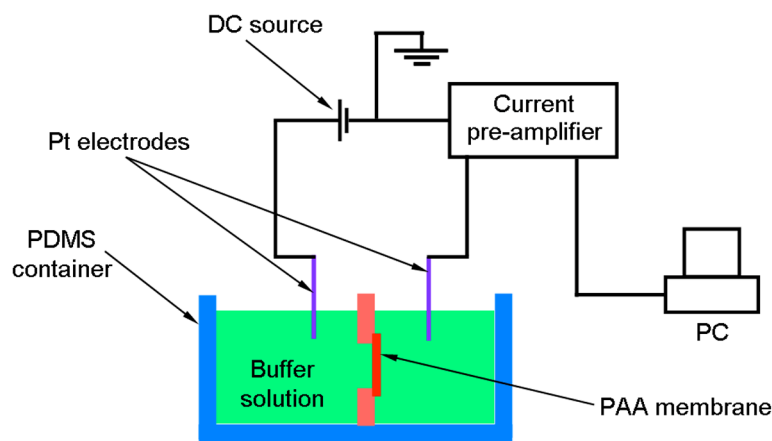 DC source
Current
pre-amplifier
Pt electrodes
PDMS
container
PC
Buffer
solution
PAA membrane